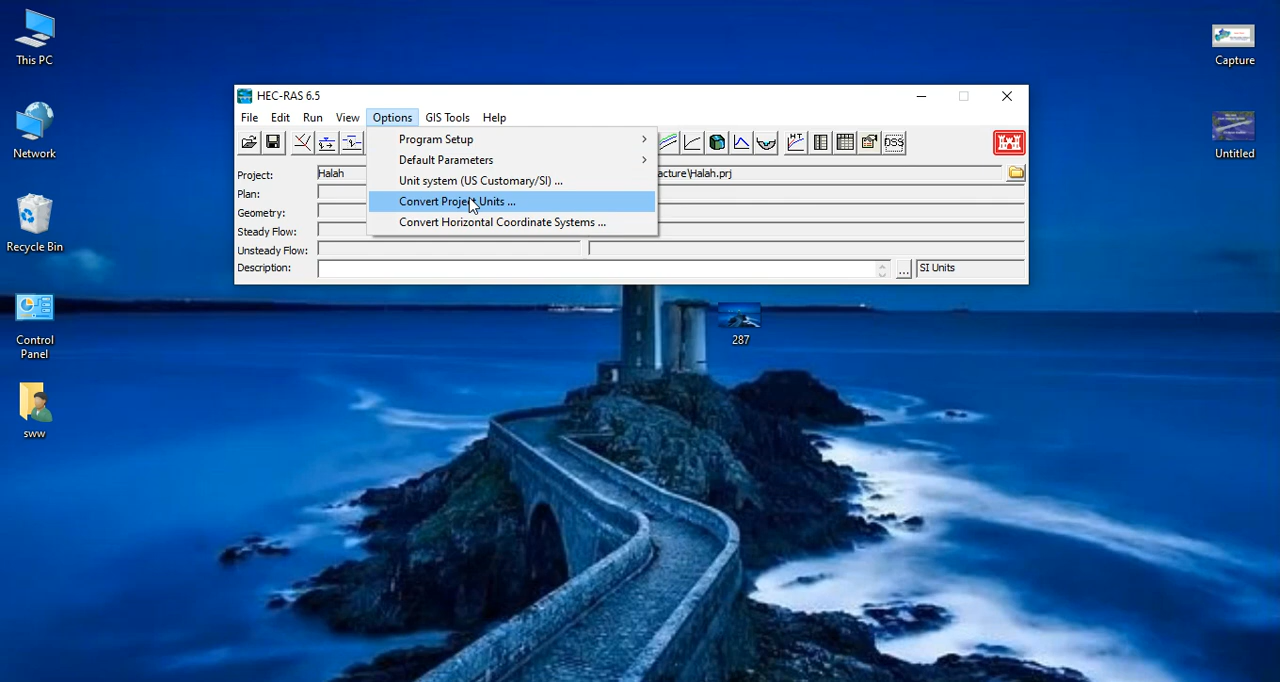 This PC
Network
Recycle Bin
Control
Panel
sww
Capture
Untitled
287
HEC-RAS 6.5
File Edit Run View Options GIS Tools Help
Program Setup
Default Parameters
Unit system (US Customary/SI) ...
Convert Project Units ...
Convert Horizontal Coordinate Systems ...
HT
DSS
Project: Halah acture\Halah.prj
Plan:
Geometry:
Steady Flow:
Unsteady Flow:
Description: ... SI Units